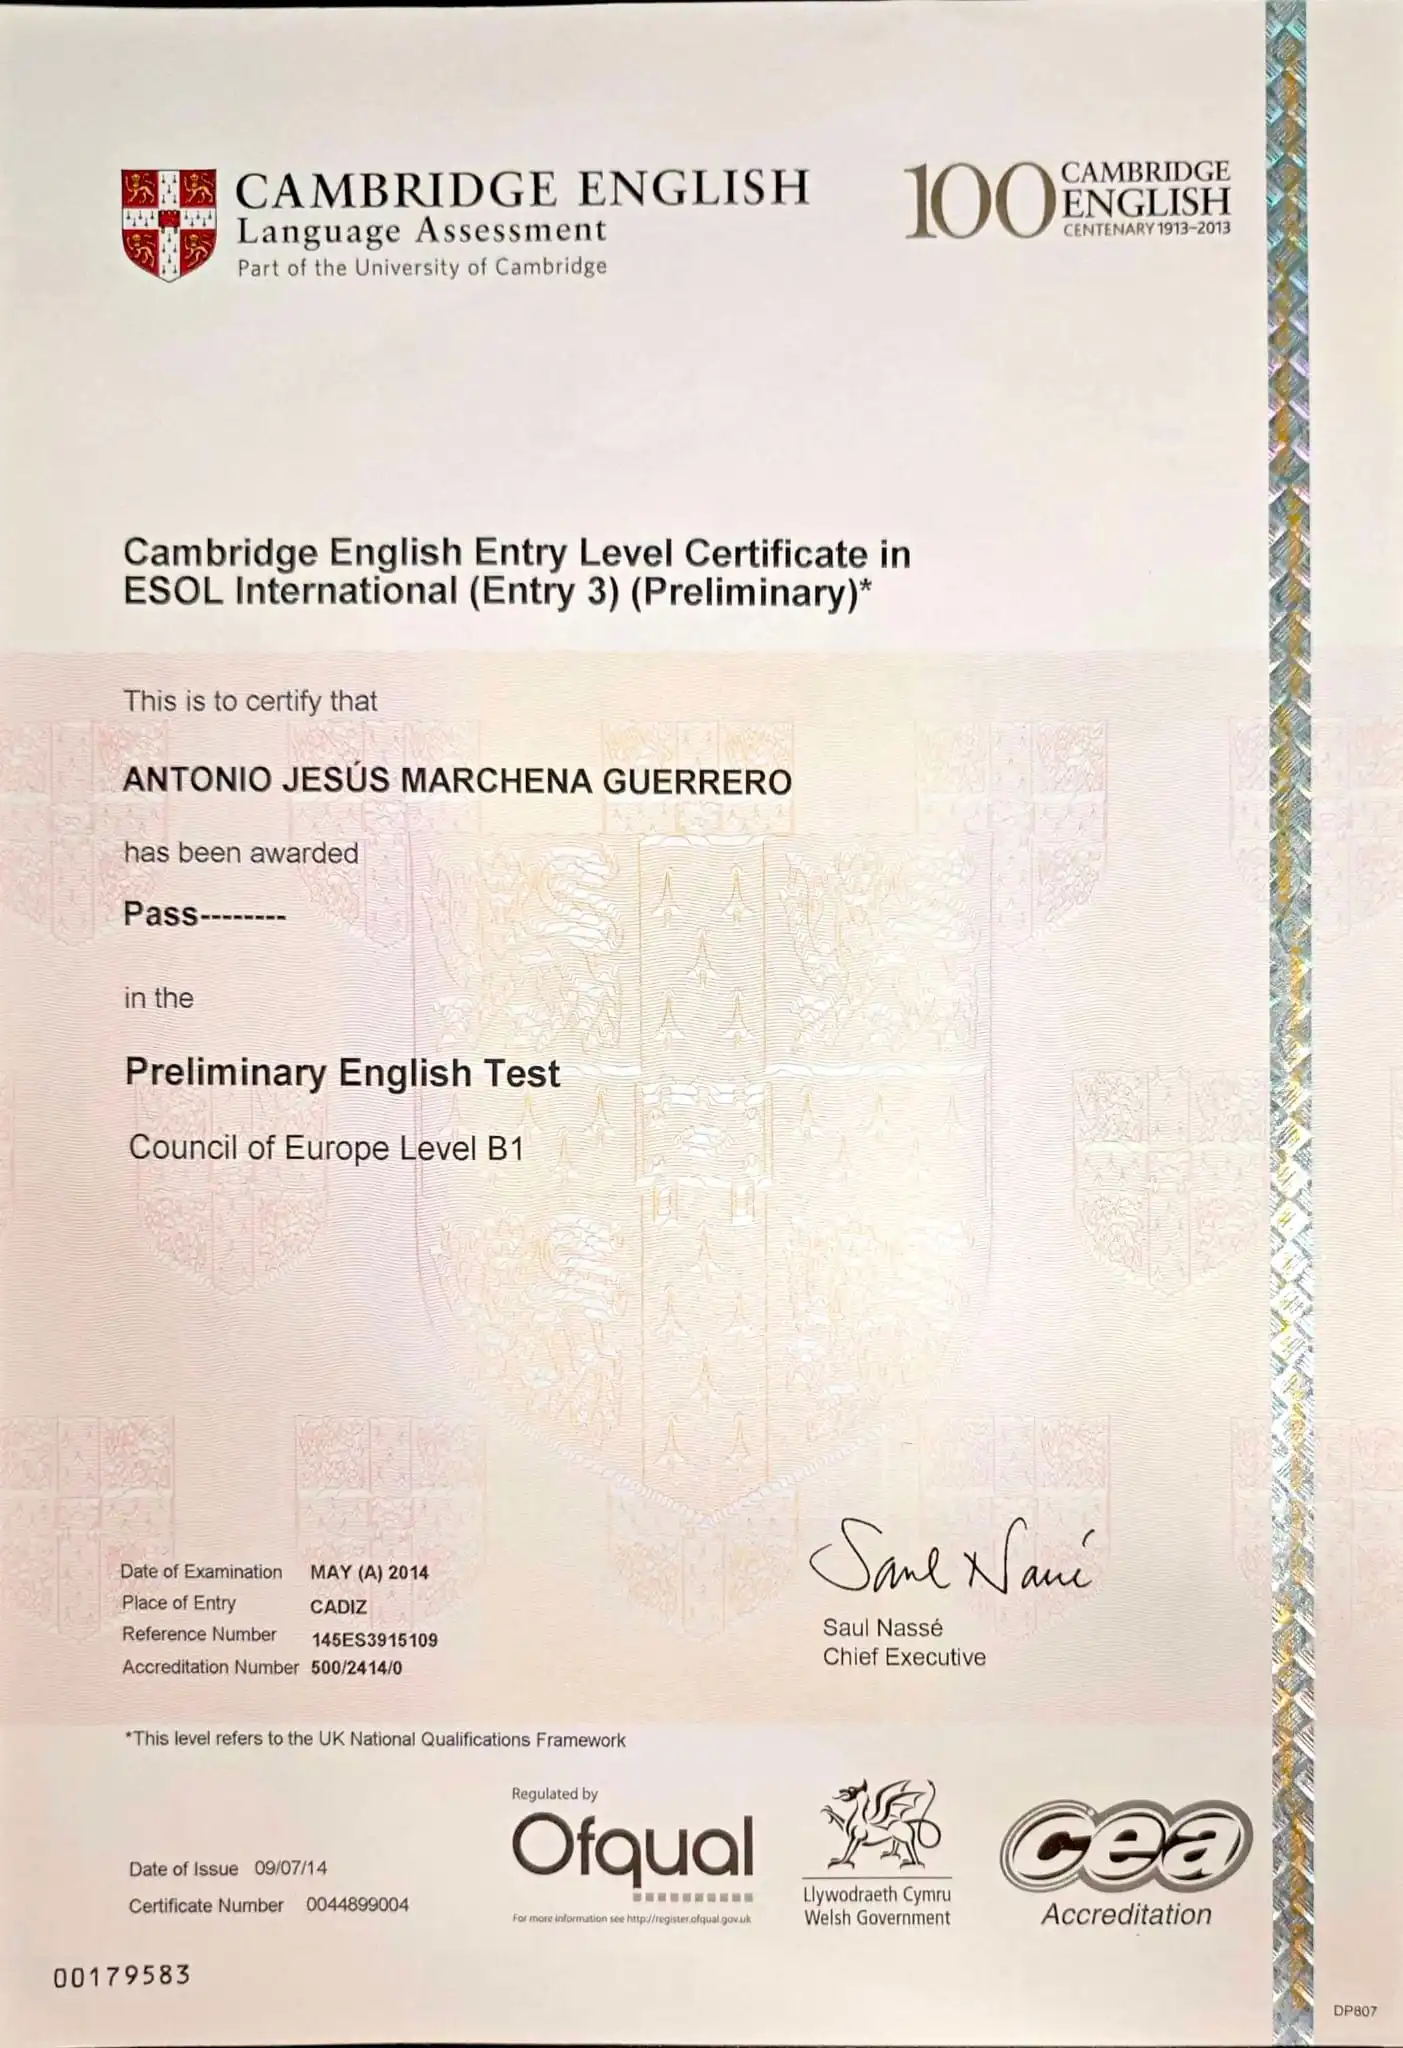 CAMBRIDGE ENGLISH
Language Assessment
Part of the University of Cambridge
100 CAMBRIDGE
ENGLISH
CENTENARY 1913–2013
Cambridge English Entry Level Certificate in
ESOL International (Entry 3) (Preliminary)*
This is to certify that
ANTONIO JESÚS MARCHENA GUERRERO
has been awarded
Pass--------
in the
Preliminary English Test
Council of Europe Level B1
Date of Examination MAY (A) 2014
Place of Entry CADIZ
Reference Number 145ES3915109
Accreditation Number 500/2414/0
Saul Nassé
Saul Nassé
Chief Executive
*This level refers to the UK National Qualifications Framework
Date of Issue 09/07/14
Certificate Number 0044899004
Regulated by
Ofqual
For more information see http://register.ofqual.gov.uk
Llywodraeth Cymru
Welsh Government
cea
Accreditation
00179583
DP807